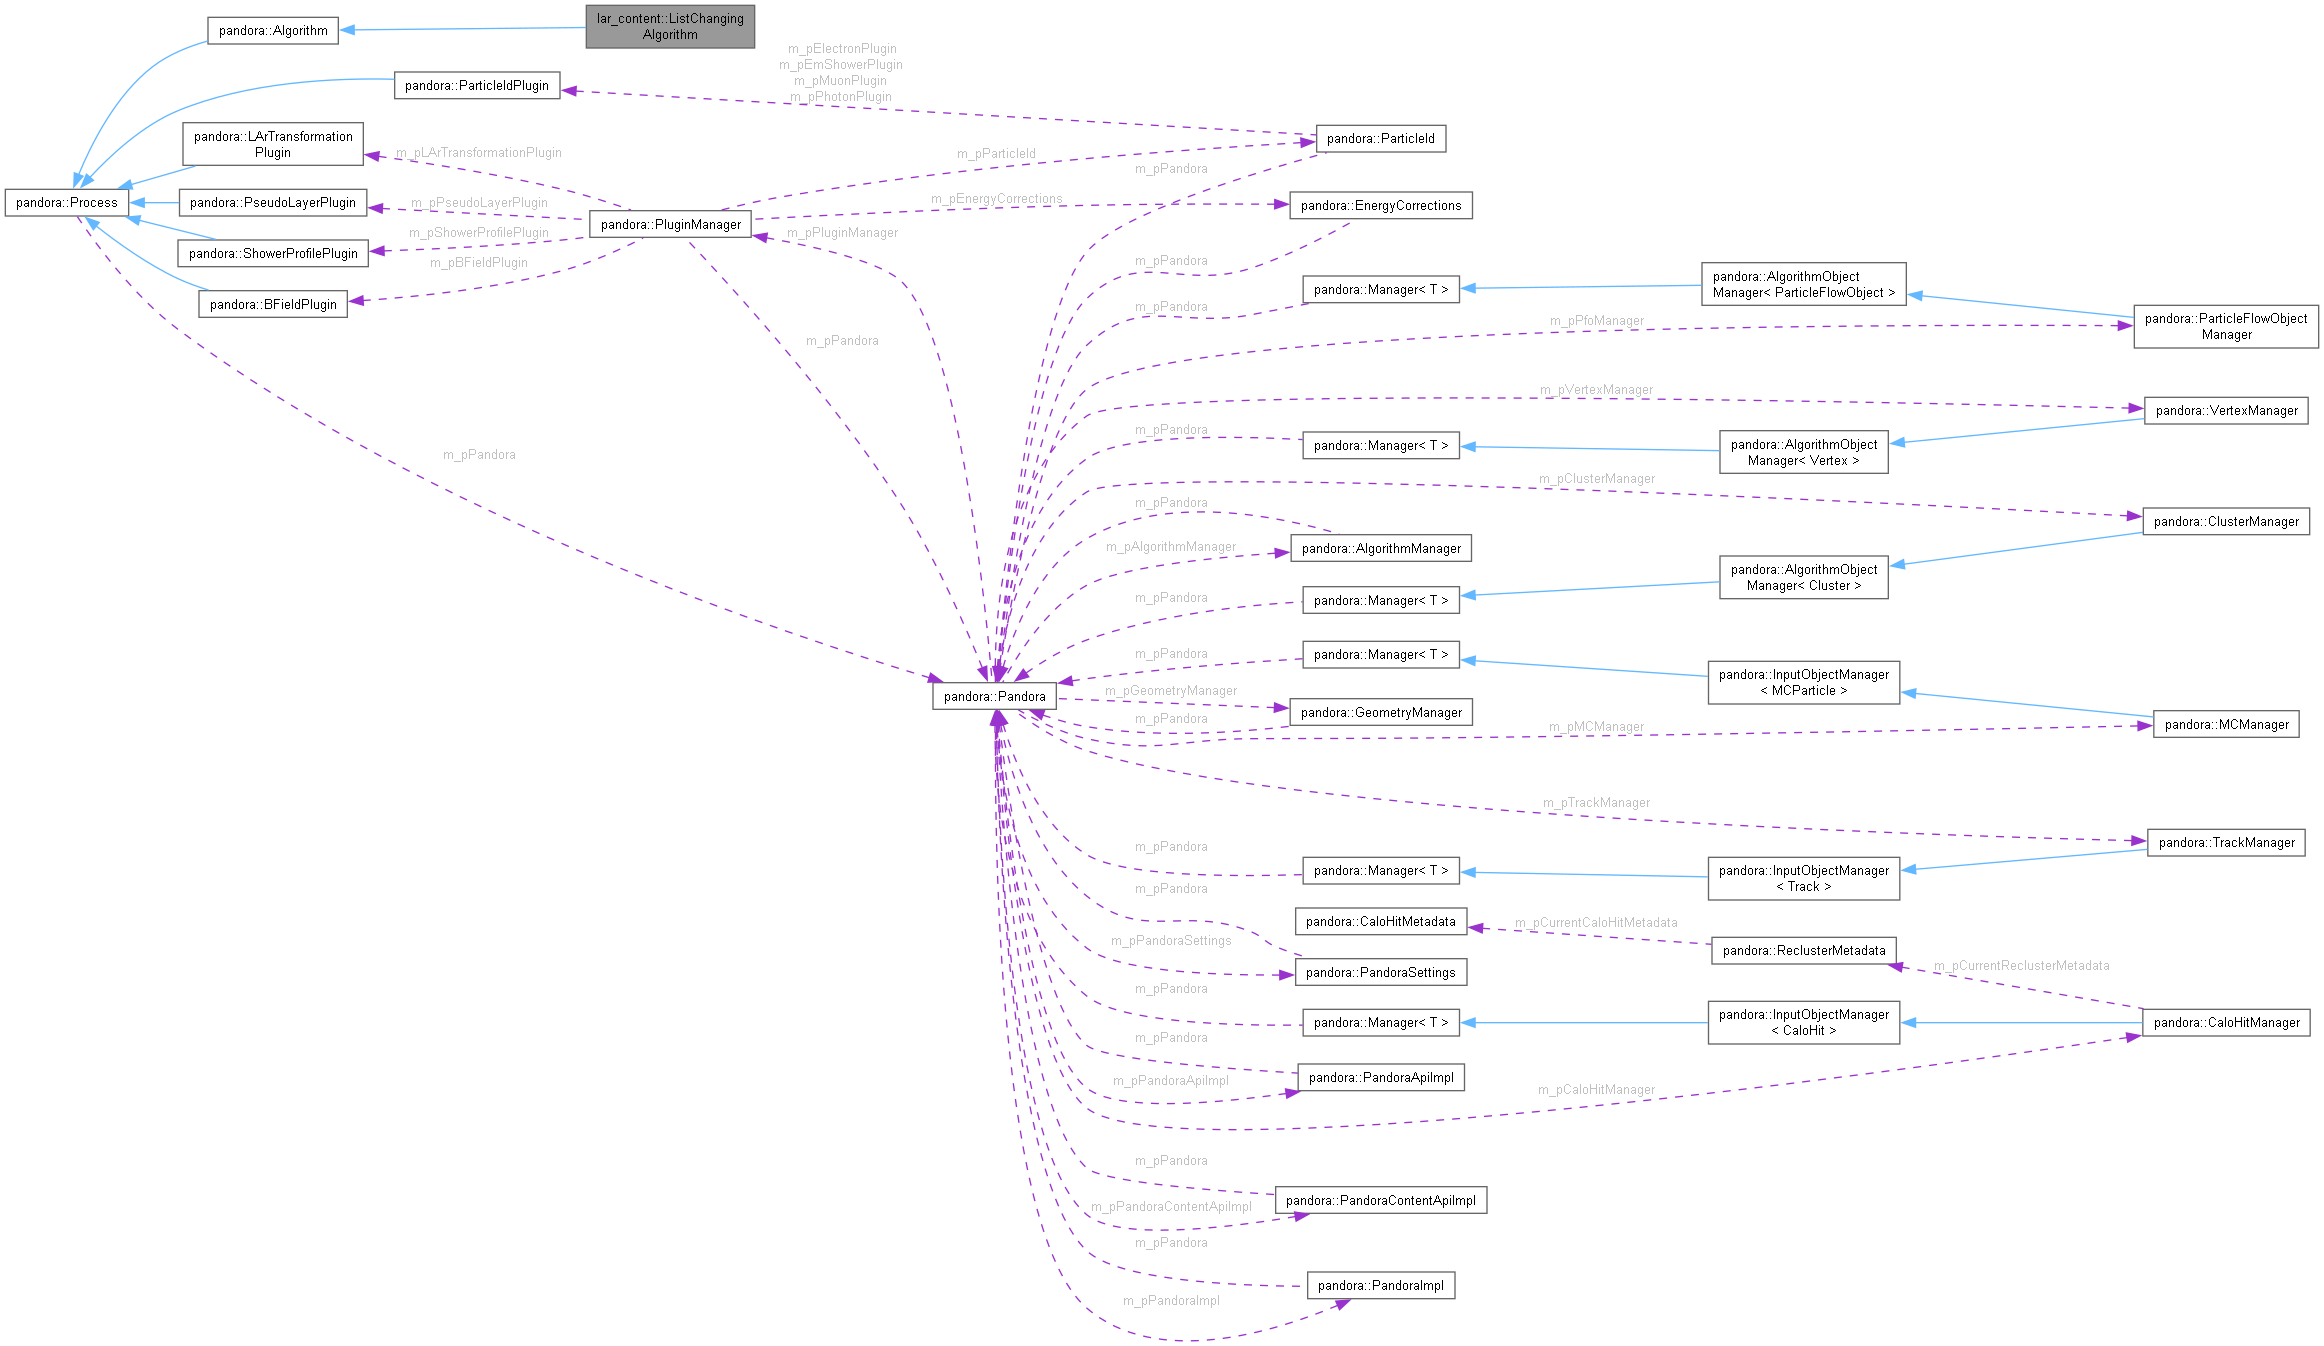 lar_content::ListChanging
Algorithm
pandora::Algorithm
m_pElectronPlugin
m_pEmShowerPlugin
m_pMuonPlugin
m_pPhotonPlugin
pandora::ParticleIdPlugin
pandora::LArTransformation
Plugin
pandora::ParticleId
m_pLArTransformationPlugin
m_pParticleId
m_pPandora
pandora::Process
pandora::PseudoLayerPlugin
m_pPseudoLayerPlugin
m_pEnergyCorrections
pandora::EnergyCorrections
pandora::PluginManager
m_pShowerProfilePlugin
m_pPluginManager
pandora::ShowerProfilePlugin
m_pBFieldPlugin
m_pPandora
pandora::BFieldPlugin
pandora::Manager< T >
pandora::AlgorithmObject
Manager< ParticleFlowObject >
m_pPandora
m_pPfoManager
pandora::ParticleFlowObject
Manager
m_pPandora
m_pVertexManager
pandora::VertexManager
m_pPandora
pandora::Manager< T >
pandora::AlgorithmObject
Manager< Vertex >
m_pPandora
m_pClusterManager
m_pPandora
pandora::ClusterManager
m_pAlgorithmManager
pandora::AlgorithmManager
pandora::AlgorithmObject
Manager< Cluster >
m_pPandora
pandora::Manager< T >
m_pPandora
pandora::Manager< T >
pandora::InputObjectManager
< MCParticle >
pandora::Pandora
m_pGeometryManager
m_pPandora
pandora::GeometryManager
m_pMCManager
pandora::MCManager
m_pTrackManager
pandora::TrackManager
m_pPandora
pandora::Manager< T >
pandora::InputObjectManager
< Track >
m_pPandora
pandora::CaloHitMetadata
m_pCurrentCaloHitMetadata
pandora::ReclusterMetadata
m_pPandoraSettings
pandora::PandoraSettings
m_pCurrentReclusterMetadata
m_pPandora
pandora::Manager< T >
pandora::InputObjectManager
< CaloHit >
pandora::CaloHitManager
m_pPandora
m_pPandoraApiImpl
pandora::PandoraApiImpl
m_pCaloHitManager
m_pPandora
m_pPandoraContentApiImpl
pandora::PandoraContentApiImpl
m_pPandora
pandora::PandoraImpl
m_pPandoraImpl